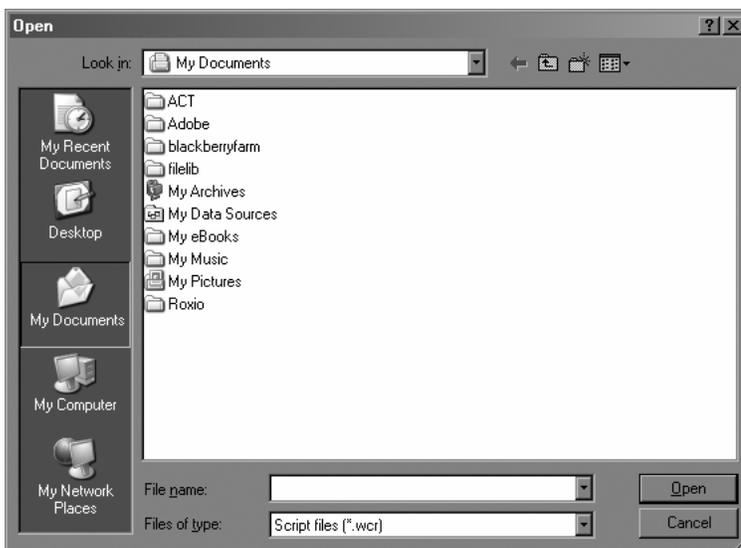 Open
Look in: My Documents
My Recent
Documents
Desktop
My Documents
My Computer
My Network
Places
ACT
Adobe
blackberryfarm
filelib
My Archives
My Data Sources
My eBooks
My Music
My Pictures
Roxio
File name:
Open
Files of type: Script files (*.wcr)
Cancel